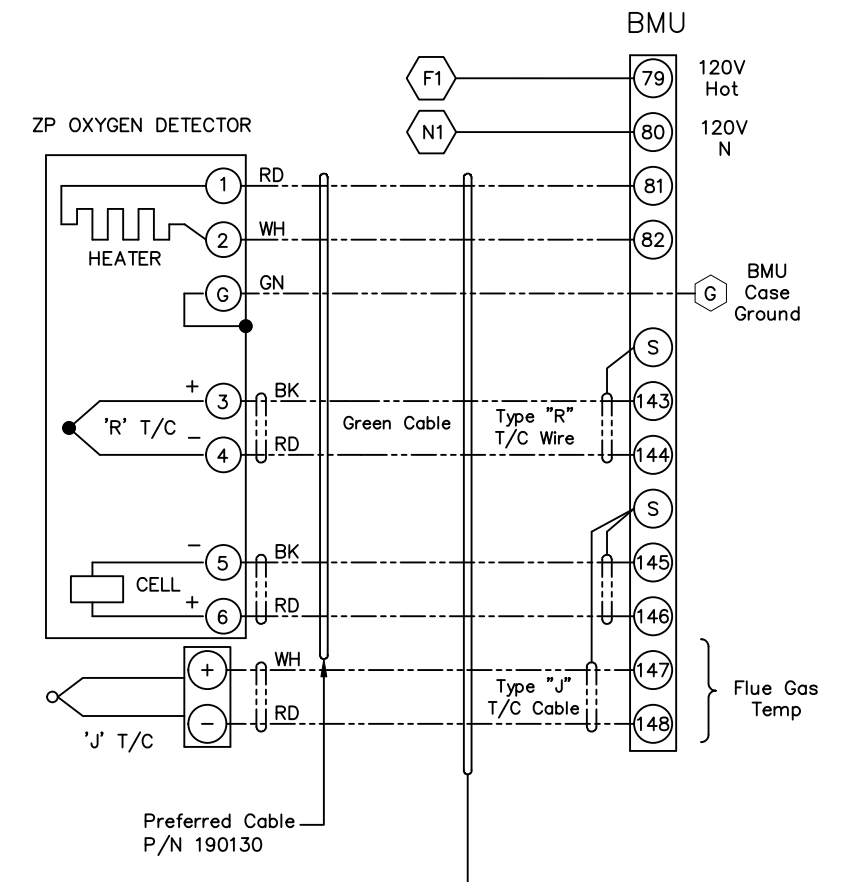 BMU
F1
79
120V
Hot
N1
80
120V
N
ZP OXYGEN DETECTOR
1
RD
81
2
WH
82
HEATER
G
GN
G
BMU
Case
Ground
S
+
3
BK
143
'R' T/C
Green Cable
Type "R"
T/C Wire
−
4
RD
144
S
−
5
BK
145
CELL
+
6
RD
146
+
WH
147
Type "J"
T/C Cable
Flue Gas
Temp
−
RD
148
'J' T/C
Preferred Cable
P/N 190130